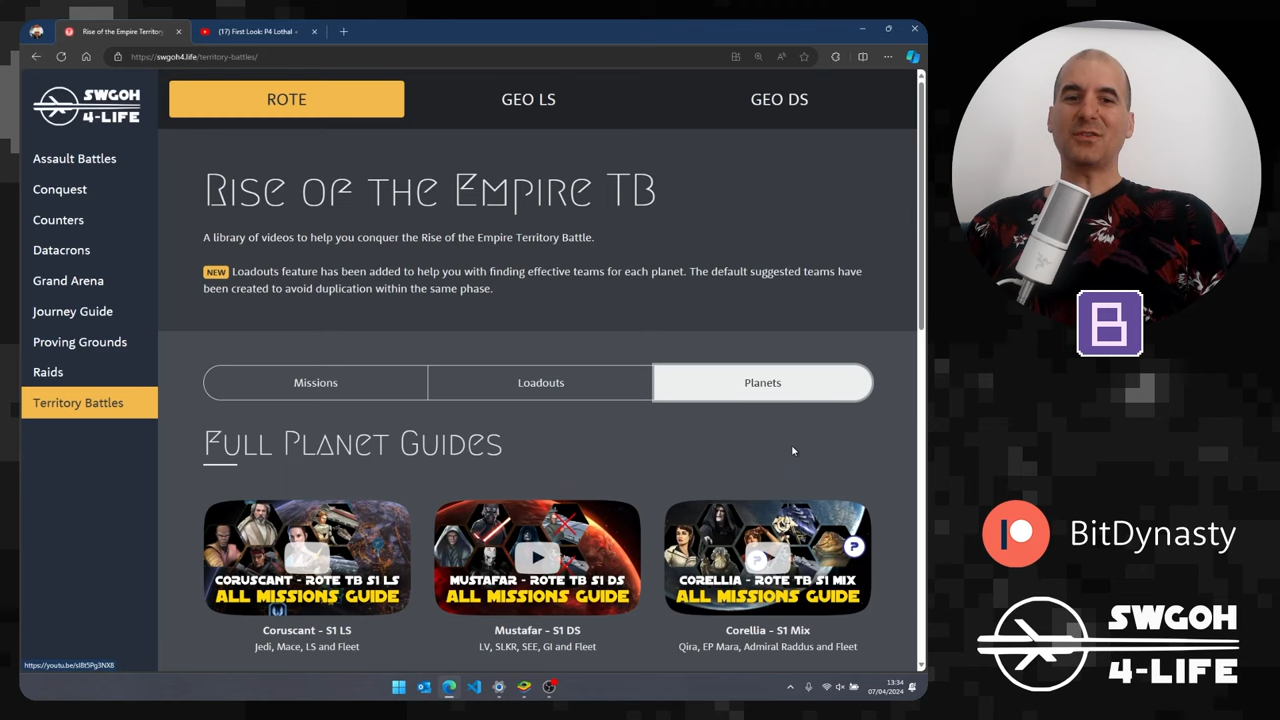 Rise of the Empire Territory
(17) First Look: P4 Lothal
https://swgoh4.life/territory-battles/
SWGOH
4-LIFE
ROTE
GEO LS
GEO DS
Assault Battles
Conquest
Counters
Datacrons
Grand Arena
Journey Guide
Proving Grounds
Raids
Territory Battles
Rise of the Empire TB
A library of videos to help you conquer the Rise of the Empire Territory Battle.
NEW Loadouts feature has been added to help you with finding effective teams for each planet. The default suggested teams have
been created to avoid duplication within the same phase.
Missions
Loadouts
Planets
Full Planet Guides
CORUSCANT - ROTE TB S1 LS
ALL MISSIONS GUIDE
MUSTAFAR - ROTE TB S1 DS
ALL MISSIONS GUIDE
CORELLIA - ROTE TB S1 MIX
ALL MISSIONS GUIDE
Coruscant - S1 LS
Jedi, Mace, LS and Fleet
Mustafar - S1 DS
LV, SLKR, SEE, GI and Fleet
Corellia - S1 Mix
Qira, EP Mara, Admiral Raddus and Fleet
13:34
07/04/2024
B
BitDynasty
SWGOH
4-LIFE